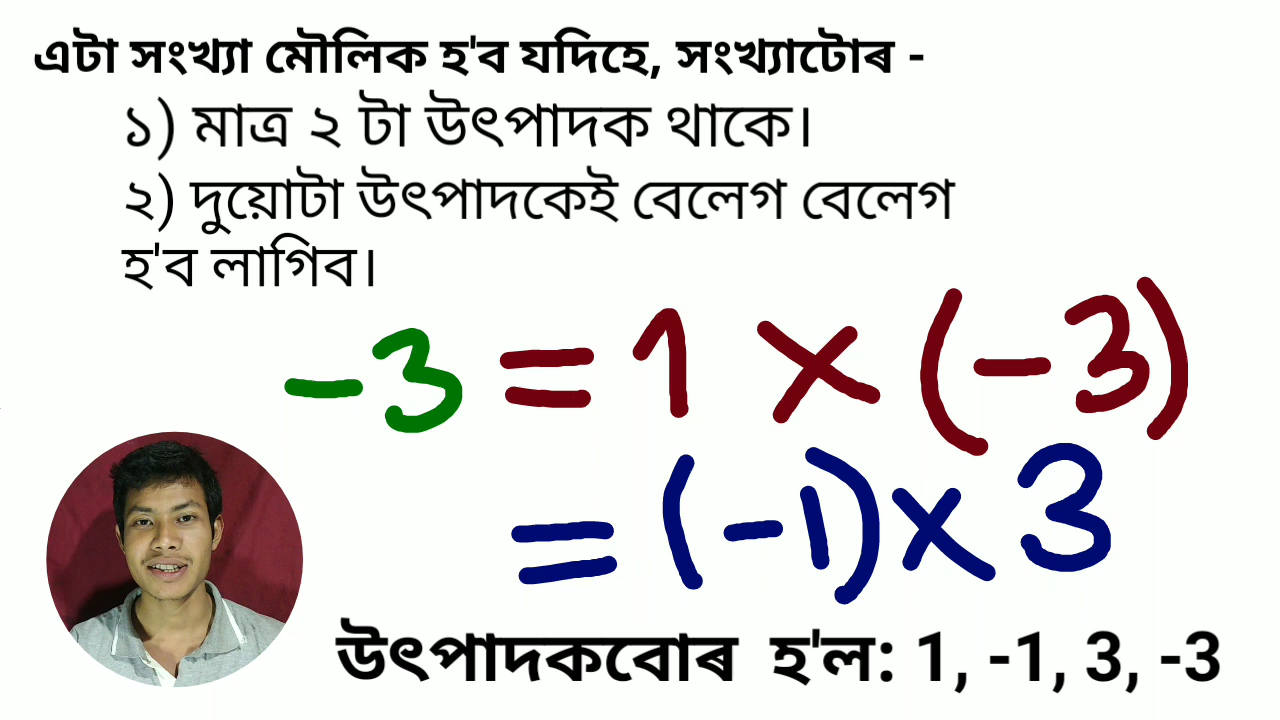 এটা সংখ্যা মৌলিক হ'ব যদিহে, সংখ্যাটোৰ -
১) মাত্ৰ ২ টা উৎপাদক থাকে।
২) দুয়োটা উৎপাদকেই বেলেগ বেলেগ
হ'ব লাগিব।
-3 = 1 × (-3)
= (-1) × 3
উৎপাদকবোৰ হ'ল: 1, -1, 3, -3